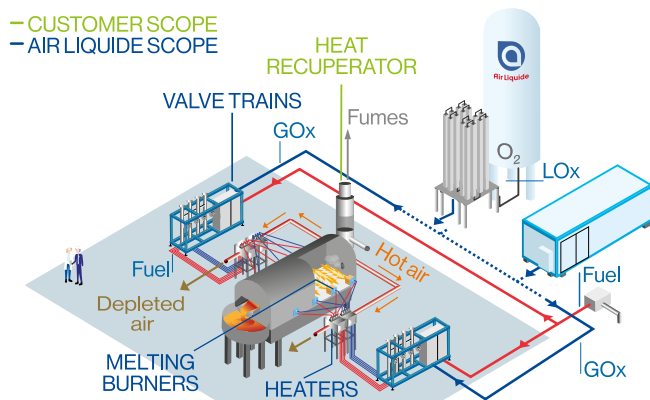 – CUSTOMER SCOPE
– AIR LIQUIDE SCOPE
HEAT
RECUPERATOR
VALVE TRAINS
GOx
Fumes
Air Liquide
O₂
LOx
Fuel
Hot air
Fuel
Depleted
air
MELTING
BURNERS
HEATERS
GOx